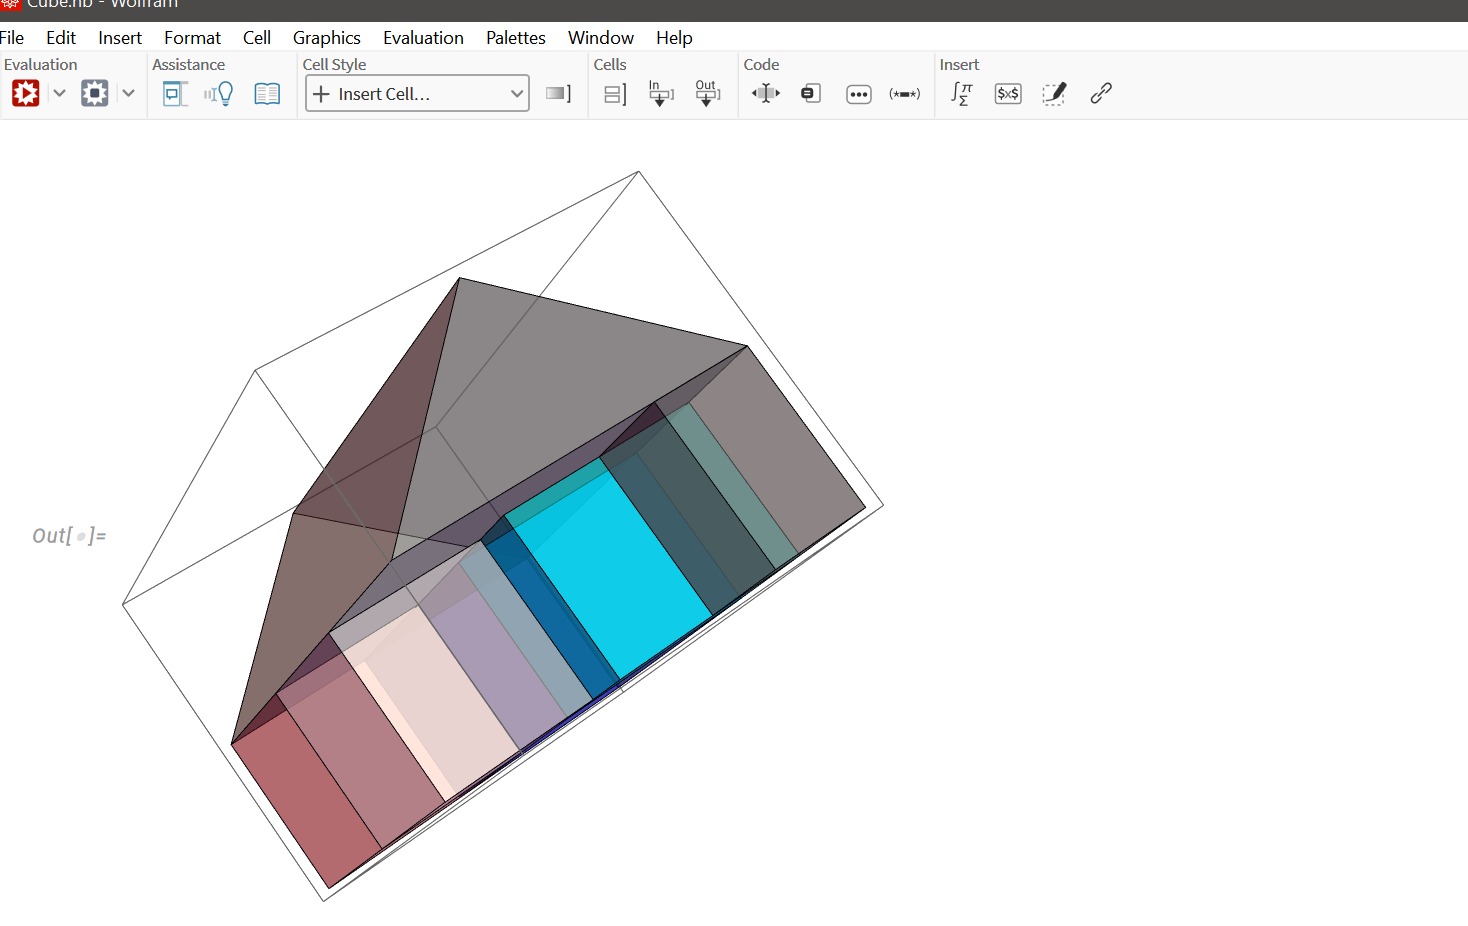 Cube.nb - Wolfram
File Edit Insert Format Cell Graphics Evaluation Palettes Window Help
Evaluation Assistance Cell Style Cells Code Insert
Insert Cell...
In Out
(*-*) ∫π Σ $x$
Out[•]=